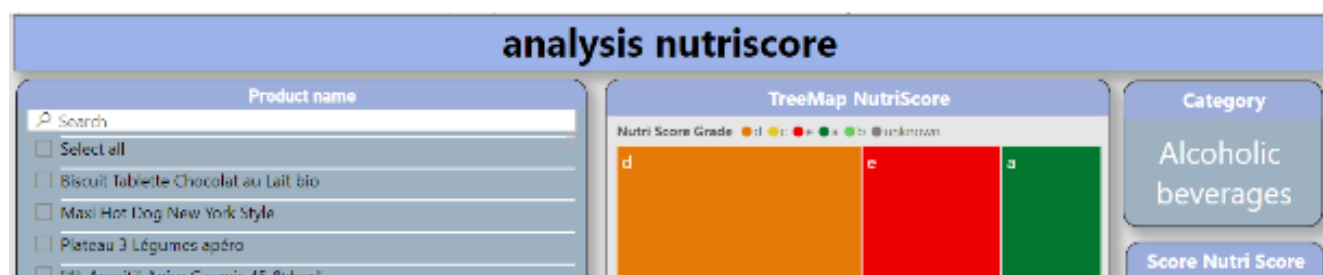 analysis nutriscore
Product name
Search
Select all
Biscuit Tablette Chocolat au Lait bio
Maxi Hot Dog New York Style
Plateau 3 Légumes apéro
TreeMap NutriScore
Nutri Score Grade d c e a b unknown
d e a
Category
Alcoholic
beverages
Score Nutri Score